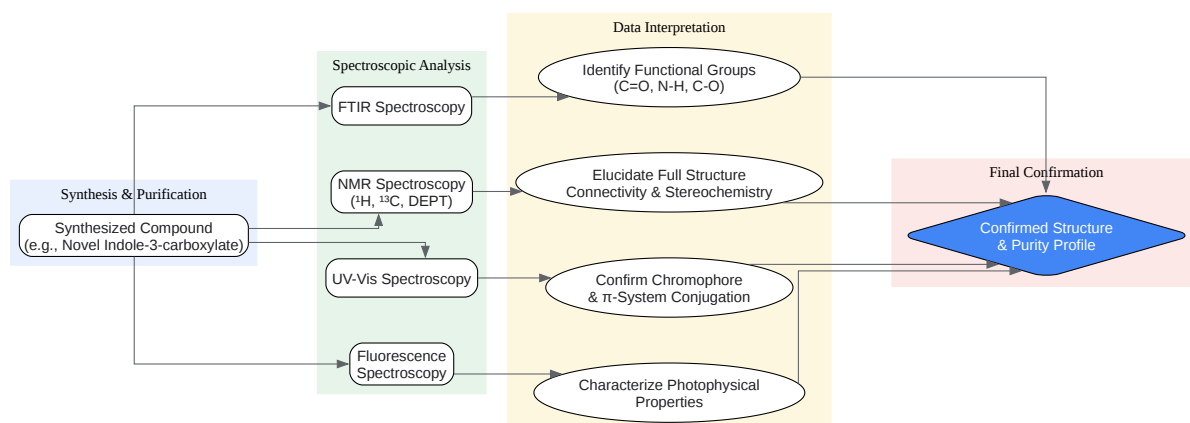 Synthesis & Purification
Synthesized Compound
(e.g., Novel Indole-3-carboxylate)
Spectroscopic Analysis
FTIR Spectroscopy
NMR Spectroscopy
(¹H, ¹³C, DEPT)
UV-Vis Spectroscopy
Fluorescence
Spectroscopy
Data Interpretation
Identify Functional Groups
(C=O, N-H, C-O)
Elucidate Full Structure
Connectivity & Stereochemistry
Confirm Chromophore
& π-System Conjugation
Characterize Photophysical
Properties
Final Confirmation
Confirmed Structure
& Purity Profile